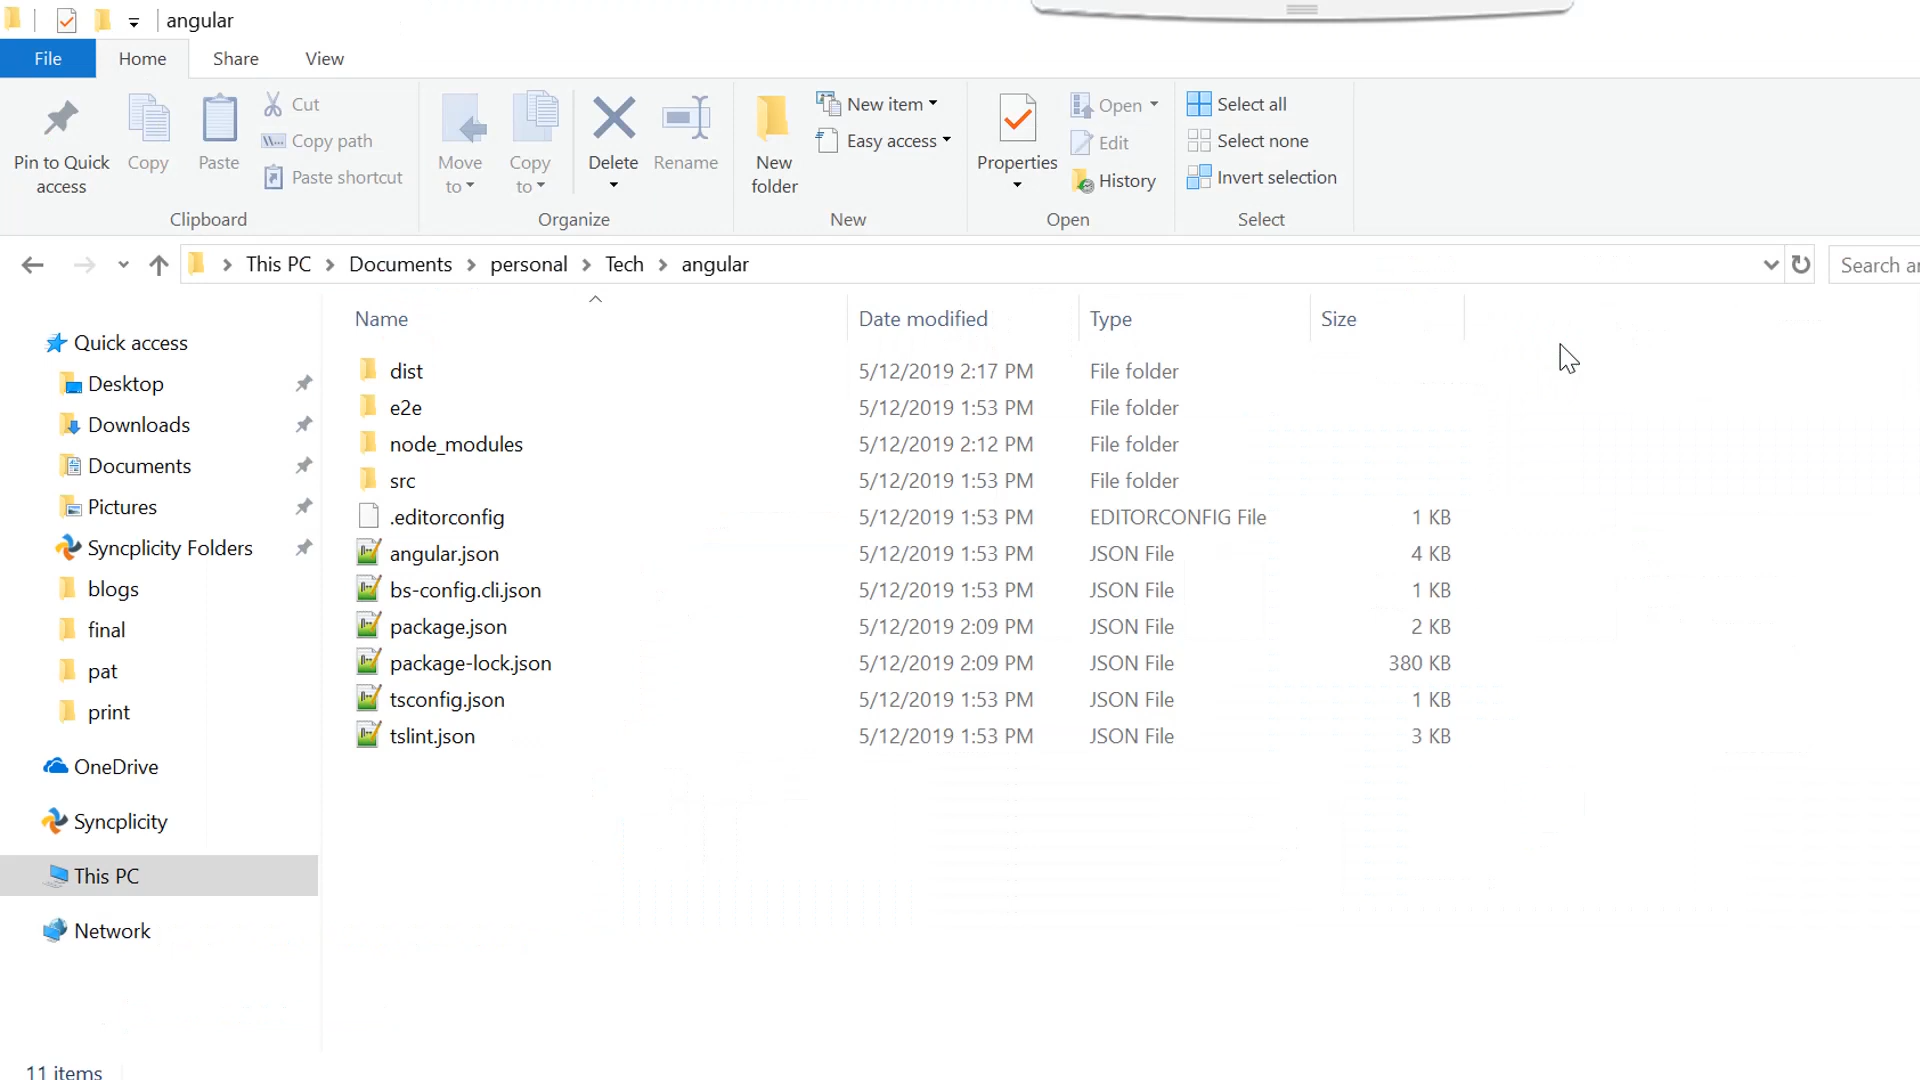 angular
File Home Share View
Pin to Quick access
Copy
Paste
Cut
Copy path
Paste shortcut
Clipboard
Move to
Copy to
Delete
Rename
Organize
New folder
New item
Easy access
New
Properties
Open
Edit
History
Open
Select all
Select none
Invert selection
Select
This PC > Documents > personal > Tech > angular
Search
Quick access
Desktop
Downloads
Documents
Pictures
Syncplicity Folders
blogs
final
pat
print
OneDrive
Syncplicity
This PC
Network
Name Date modified Type Size
dist 5/12/2019 2:17 PM File folder
e2e 5/12/2019 1:53 PM File folder
node_modules 5/12/2019 2:12 PM File folder
src 5/12/2019 1:53 PM File folder
.editorconfig 5/12/2019 1:53 PM EDITORCONFIG File 1 KB
angular.json 5/12/2019 1:53 PM JSON File 4 KB
bs-config.cli.json 5/12/2019 1:53 PM JSON File 1 KB
package.json 5/12/2019 2:09 PM JSON File 2 KB
package-lock.json 5/12/2019 2:09 PM JSON File 380 KB
tsconfig.json 5/12/2019 1:53 PM JSON File 1 KB
tslint.json 5/12/2019 1:53 PM JSON File 3 KB
11 items